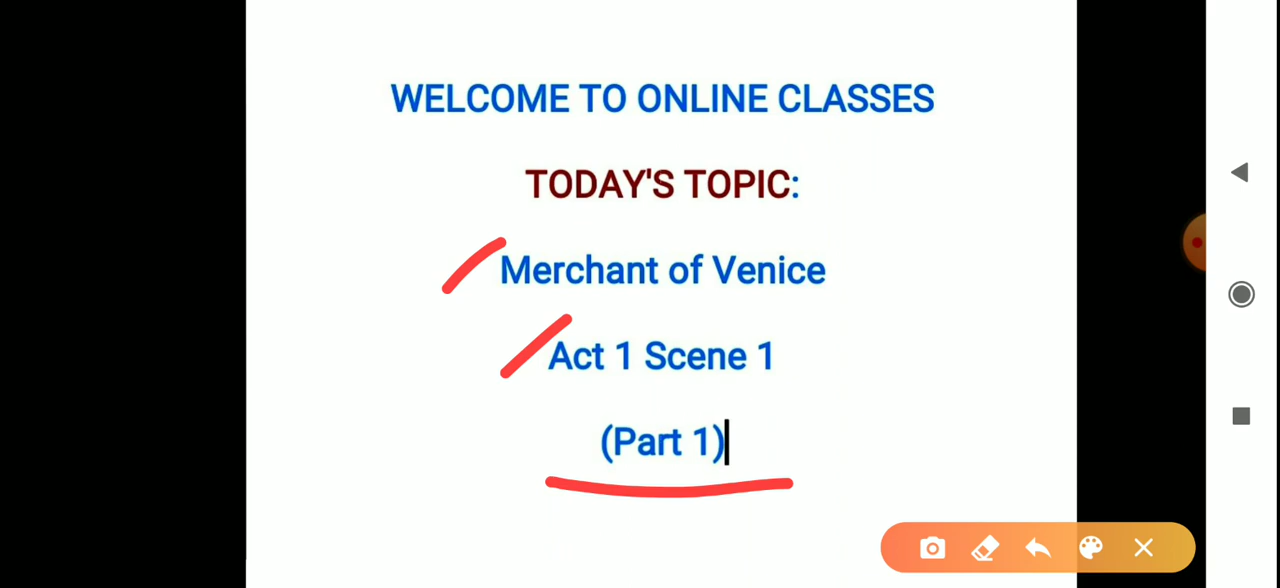 WELCOME TO ONLINE CLASSES
TODAY'S TOPIC:
Merchant of Venice
Act 1 Scene 1
(Part 1)